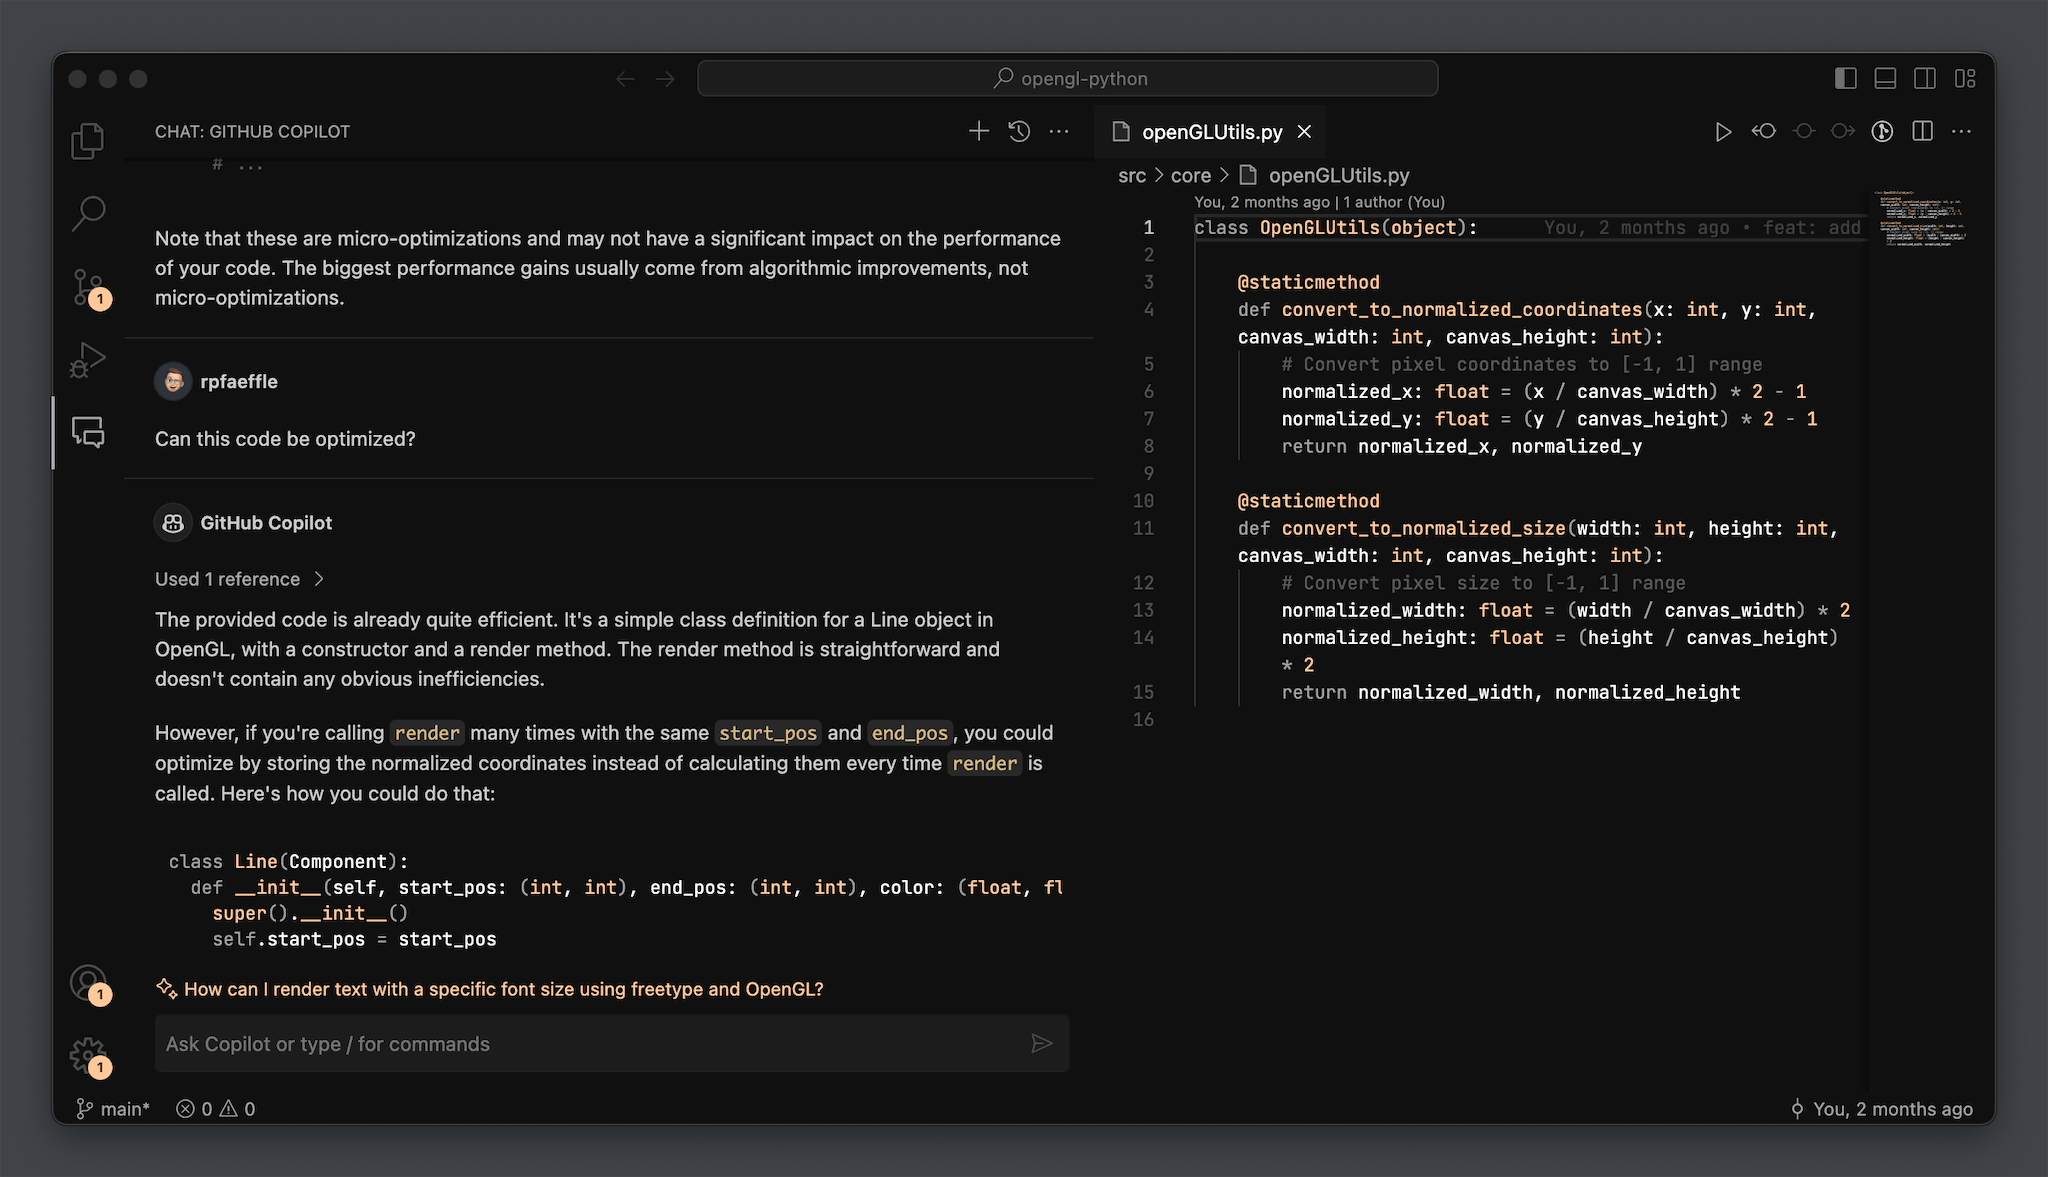 opengl-python
CHAT: GITHUB COPILOT
# ...
Note that these are micro-optimizations and may not have a significant impact on the performance
of your code. The biggest performance gains usually come from algorithmic improvements, not
micro-optimizations.
1
rpfaeffle
Can this code be optimized?
GitHub Copilot
Used 1 reference
The provided code is already quite efficient. It's a simple class definition for a Line object in
OpenGL, with a constructor and a render method. The render method is straightforward and
doesn't contain any obvious inefficiencies.
However, if you're calling render many times with the same start_pos and end_pos, you could
optimize by storing the normalized coordinates instead of calculating them every time render is
called. Here's how you could do that:
class Line(Component):
def __init__(self, start_pos: (int, int), end_pos: (int, int), color: (float, fl
super().__init__()
self.start_pos = start_pos
How can I render text with a specific font size using freetype and OpenGL?
1
Ask Copilot or type / for commands
1
openGLUtils.py
src > core > openGLUtils.py
You, 2 months ago | 1 author (You)
1 class OpenGLUtils(object): You, 2 months ago • feat: add
2
3 @staticmethod
4 def convert_to_normalized_coordinates(x: int, y: int,
canvas_width: int, canvas_height: int):
5 # Convert pixel coordinates to [-1, 1] range
6 normalized_x: float = (x / canvas_width) * 2 - 1
7 normalized_y: float = (y / canvas_height) * 2 - 1
8 return normalized_x, normalized_y
9
10 @staticmethod
11 def convert_to_normalized_size(width: int, height: int,
canvas_width: int, canvas_height: int):
12 # Convert pixel size to [-1, 1] range
13 normalized_width: float = (width / canvas_width) * 2
14 normalized_height: float = (height / canvas_height)
* 2
15 return normalized_width, normalized_height
16
main* 0 0
You, 2 months ago